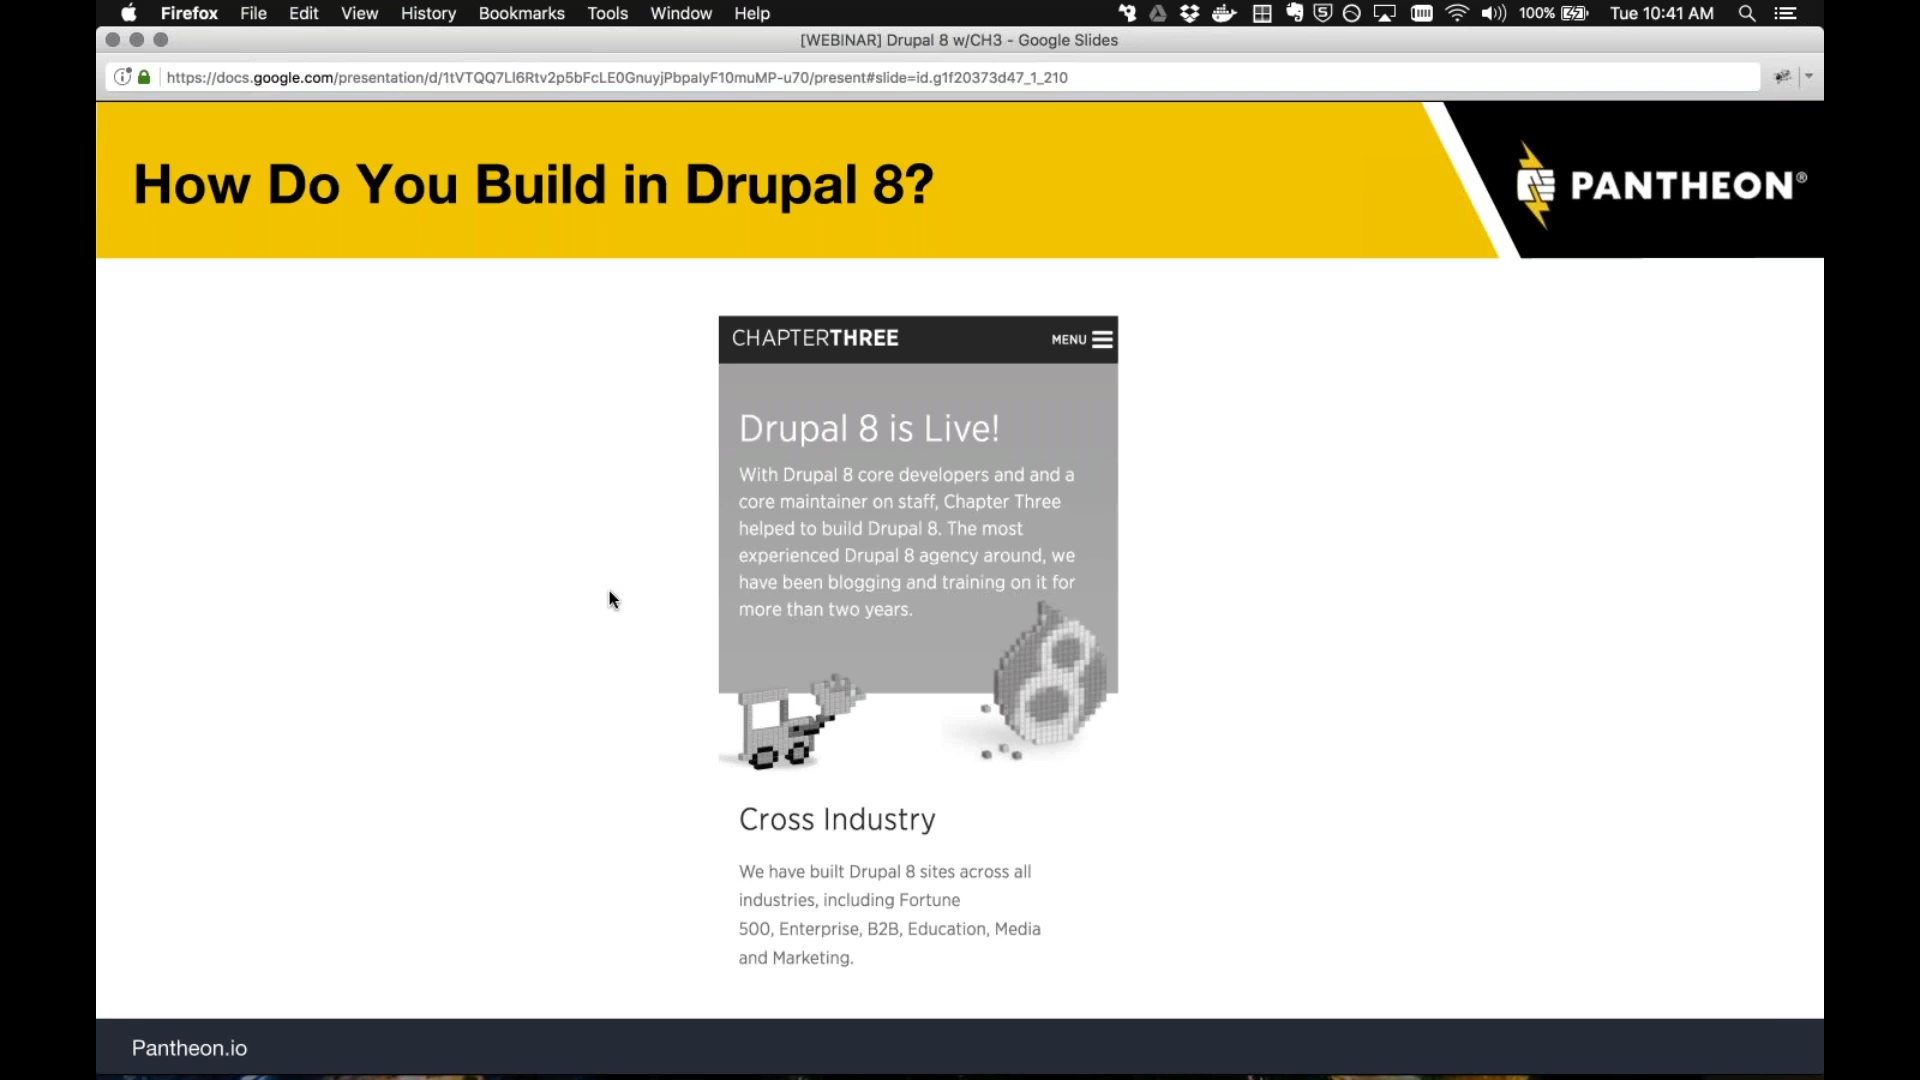 Firefox File Edit View History Bookmarks Tools Window Help 100% Tue 10:41 AM
[WEBINAR] Drupal 8 w/CH3 - Google Slides
https://docs.google.com/presentation/d/1tVTQQ7Ll6Rtv2p5bFcLE0GnuyjPbpalyF10muMP-u70/present#slide=id.g1f20373d47_1_210
How Do You Build in Drupal 8?
PANTHEON®
CHAPTERTHREE
MENU
Drupal 8 is Live!
With Drupal 8 core developers and and a
core maintainer on staff, Chapter Three
helped to build Drupal 8. The most
experienced Drupal 8 agency around, we
have been blogging and training on it for
more than two years.
8
Cross Industry
We have built Drupal 8 sites across all
industries, including Fortune
500, Enterprise, B2B, Education, Media
and Marketing.
Pantheon.io